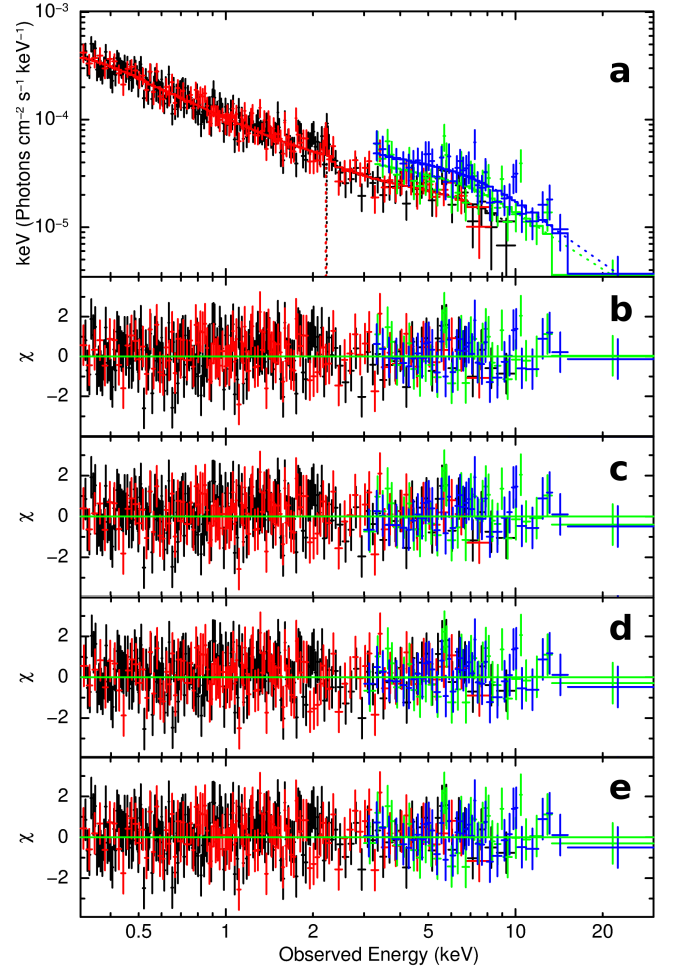 10−3
a
10−4
keV (Photons cm−2 s−1 keV−1)
10−5
b
2
0
−2
χ
c
2
0
−2
χ
d
2
0
−2
χ
e
2
0
−2
χ
0.5 1 2 5 10 20
Observed Energy (keV)